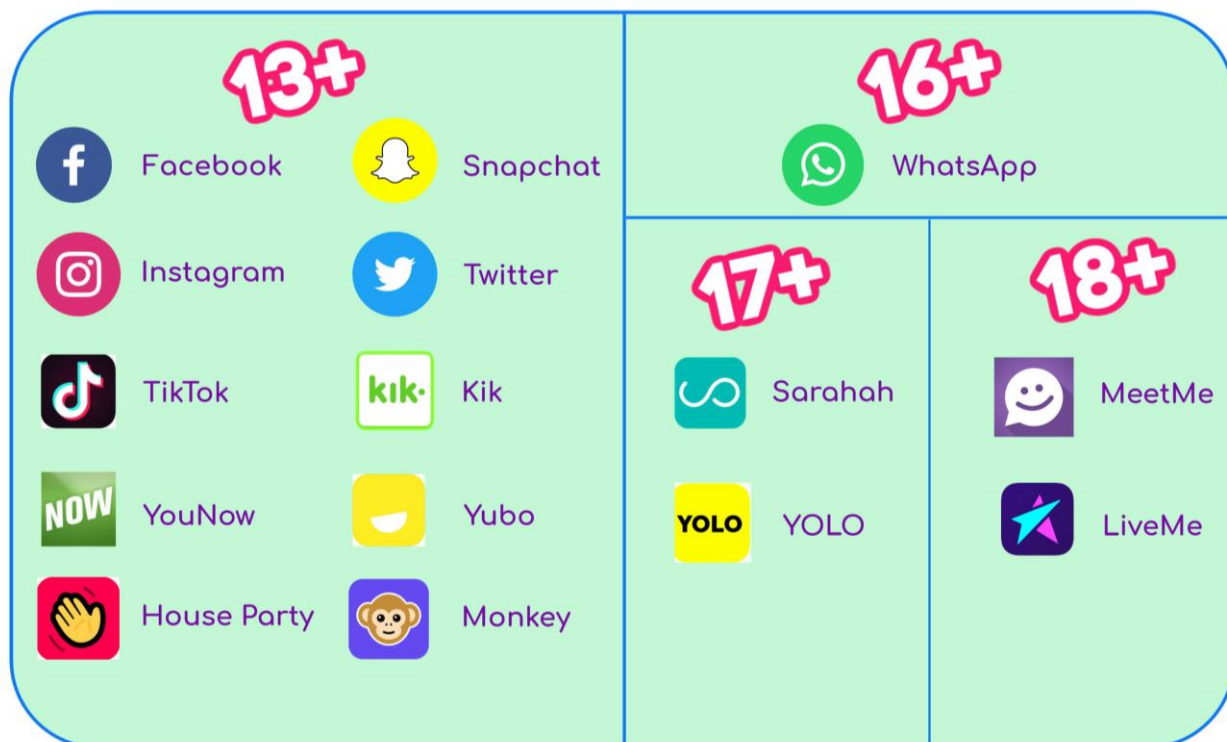 13+
Facebook
Snapchat
Instagram
Twitter
TikTok
kik.
Kik
NOW
YouNow
Yubo
House Party
Monkey
16+
WhatsApp
17+
Sarahah
YOLO
YOLO
18+
MeetMe
LiveMe